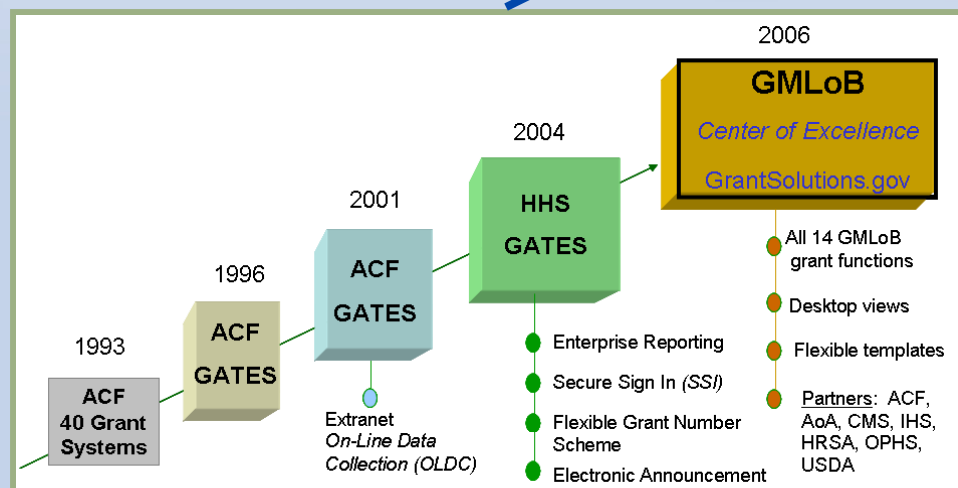 1993
ACF
40 Grant
Systems
1996
ACF
GATES
2001
ACF
GATES
Extranet
On-Line Data
Collection (OLDC)
2004
HHS
GATES
Enterprise Reporting
Secure Sign In (SSI)
Flexible Grant Number
Scheme
Electronic Announcement
2006
GMLoB
Center of Excellence
GrantSolutions.gov
All 14 GMLoB
grant functions
Desktop views
Flexible templates
Partners: ACF,
AoA, CMS, IHS,
HRSA, OPHS,
USDA